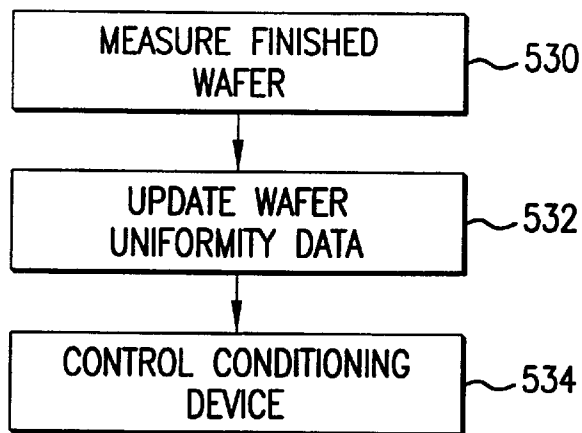 MEASURE FINISHED
WAFER
530
UPDATE WAFER
UNIFORMITY DATA
532
CONTROL CONDITIONING
DEVICE
534